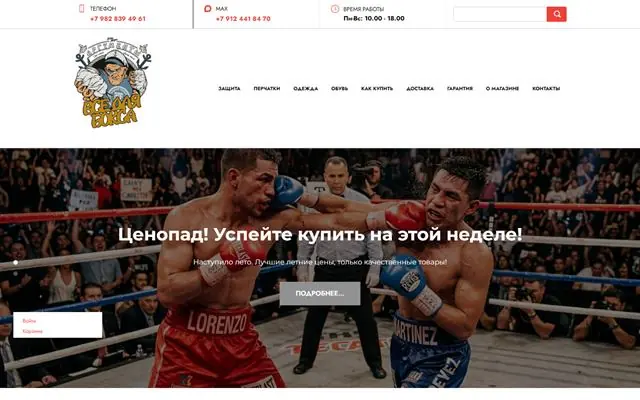 ТЕЛЕФОН
+7 952 839 49 61
MAX
+7 912 441 84 70
ВРЕМЯ РАБОТЫ
Пн-Вс: 10.00 - 18.00
ВСЕ ДЛЯ
БОКСА
ЗАЩИТА
ПЕРЧАТКИ
ОДЕЖДА
ОБУВЬ
КАК КУПИТЬ
ДОСТАВКА
ГАРАНТИЯ
О МАГАЗИНЕ
КОНТАКТЫ
Ценопад! Успейте купить на этой неделе!
Наступило лето. Лучшие летние цены, только качественные товары!
ПОДРОБНЕЕ...
Войти
Корзина
LORENZO
MARTINEZ